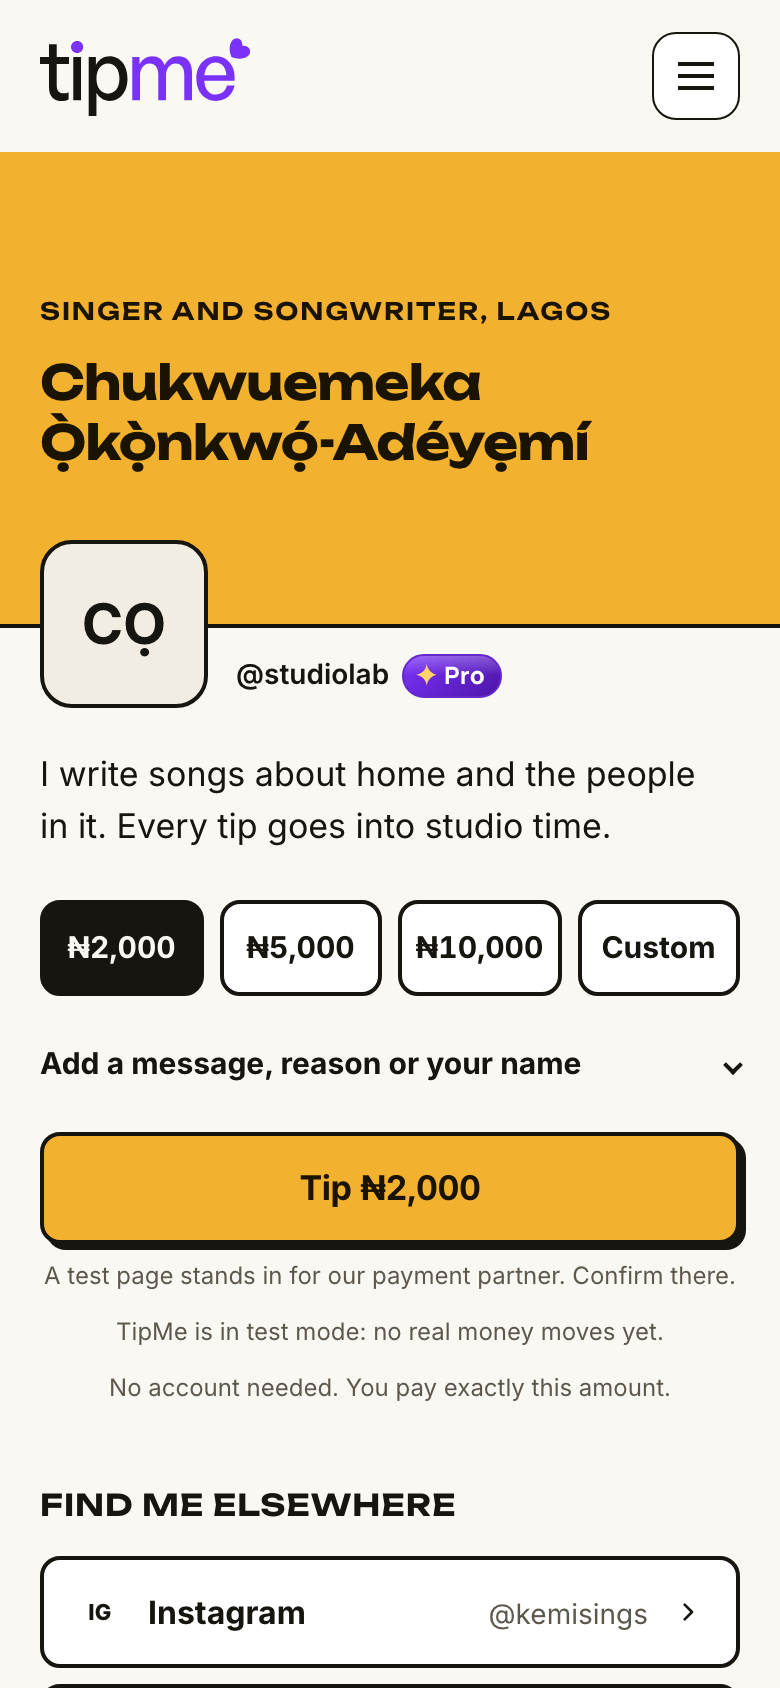 tipme
SINGER AND SONGWRITER, LAGOS
Chukwuemeka
Ọ̀kọ̀nkwọ́-Adéyẹmí
CỌ
@studiolab Pro
I write songs about home and the people
in it. Every tip goes into studio time.
₦2,000 ₦5,000 ₦10,000 Custom
Add a message, reason or your name
Tip ₦2,000
A test page stands in for our payment partner. Confirm there.
TipMe is in test mode: no real money moves yet.
No account needed. You pay exactly this amount.
FIND ME ELSEWHERE
IG Instagram @kemisings